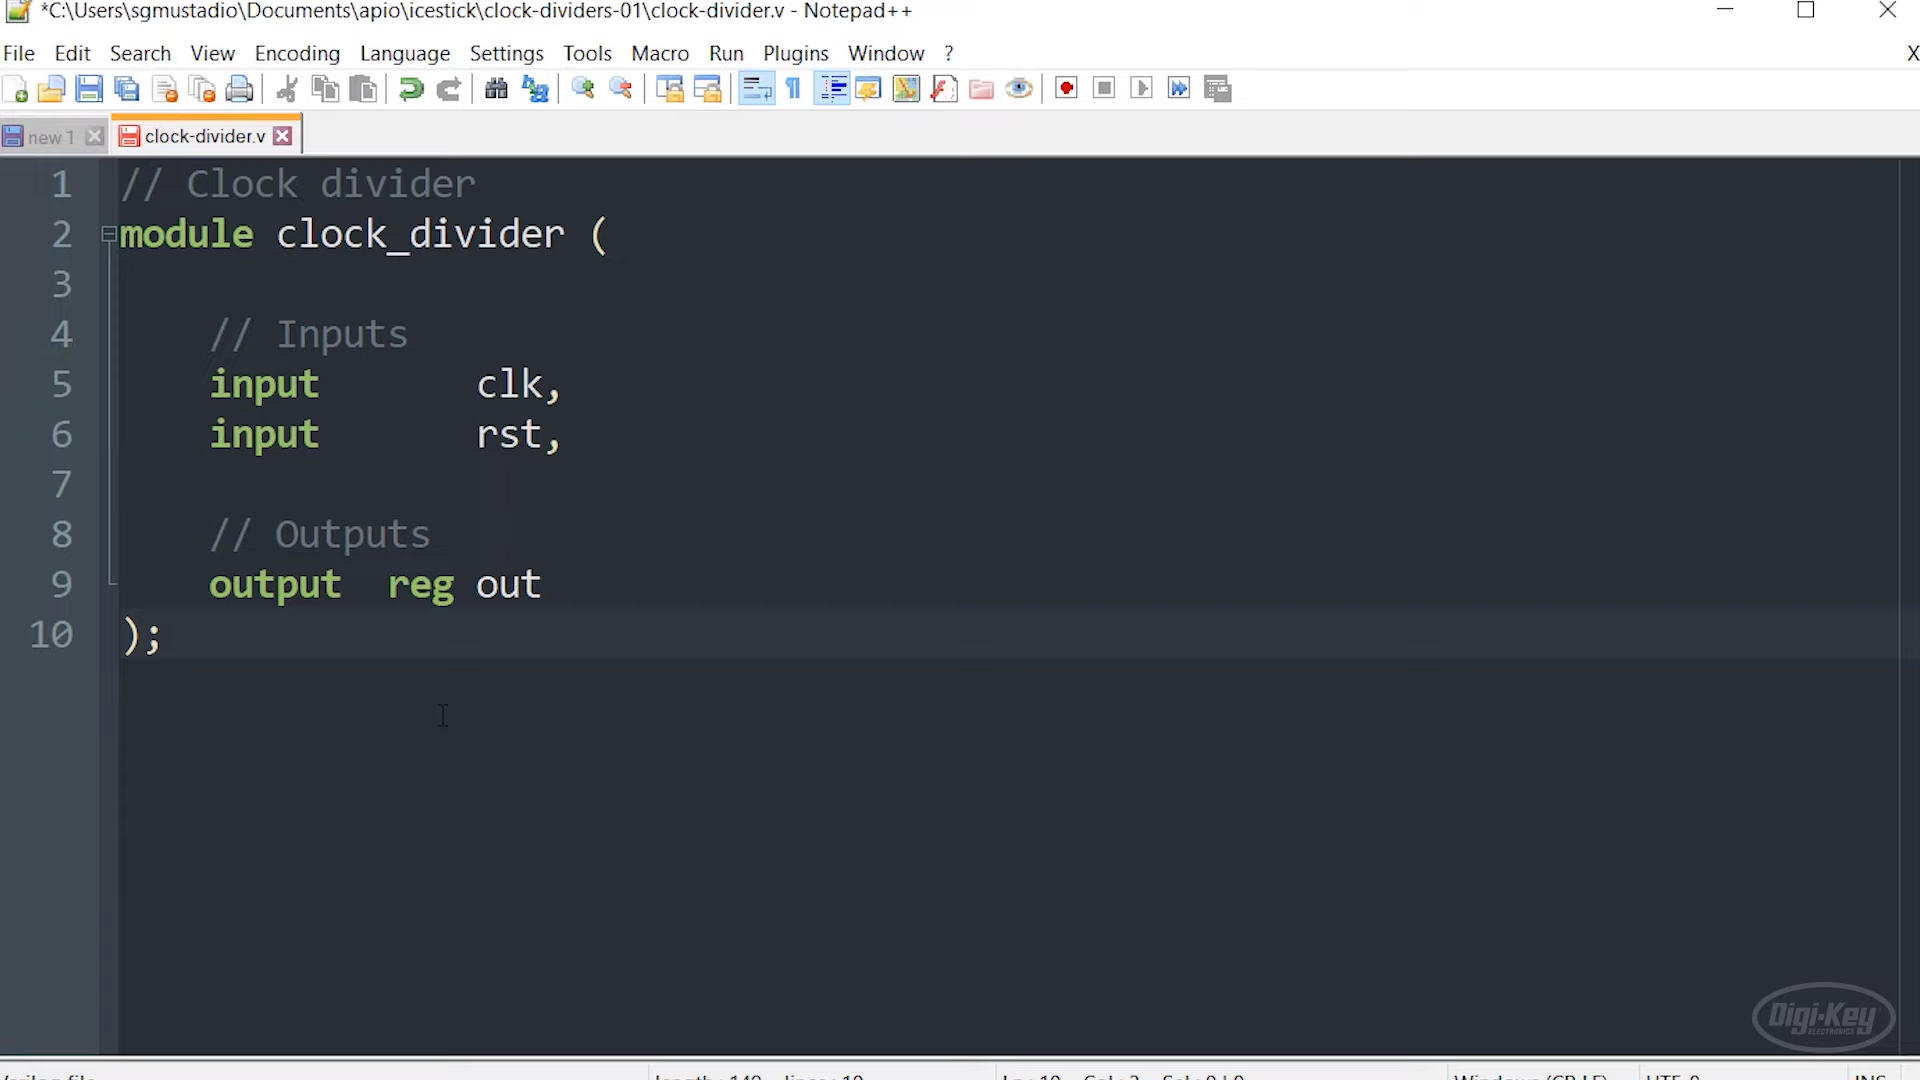 *C:\Users\sgmustadio\Documents\apio\icestick\clock-dividers-01\clock-divider.v - Notepad++
File Edit Search View Encoding Language Settings Tools Macro Run Plugins Window ? X
new 1 clock-divider.v
1 // Clock divider
2 module clock_divider (
3
4 // Inputs
5 input clk,
6 input rst,
7
8 // Outputs
9 output reg out
10 );
Digi-Key
ELECTRONICS